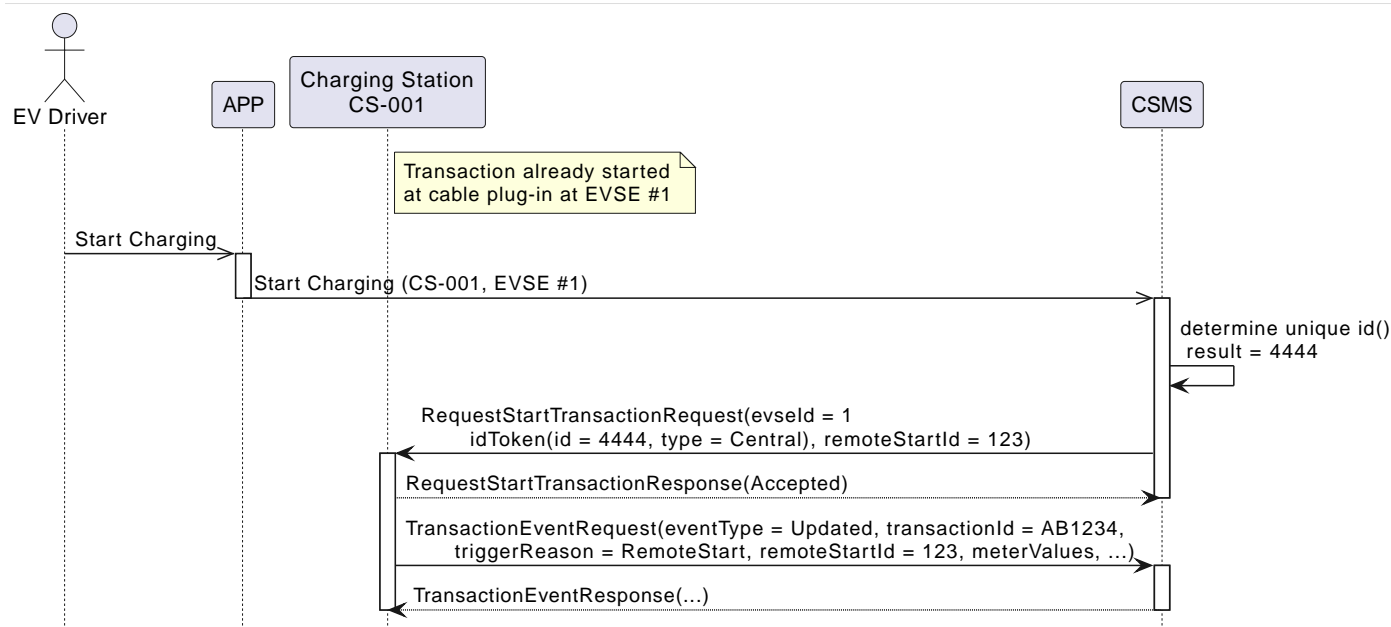 EV Driver
APP
Charging Station
CS-001
CSMS
Transaction already started
at cable plug-in at EVSE #1
Start Charging
Start Charging (CS-001, EVSE #1)
determine unique id()
result = 4444
RequestStartTransactionRequest(evseId = 1
idToken(id = 4444, type = Central), remoteStartId = 123)
RequestStartTransactionResponse(Accepted)
TransactionEventRequest(eventType = Updated, transactionId = AB1234,
triggerReason = RemoteStart, remoteStartId = 123, meterValues, ...)
TransactionEventResponse(...)